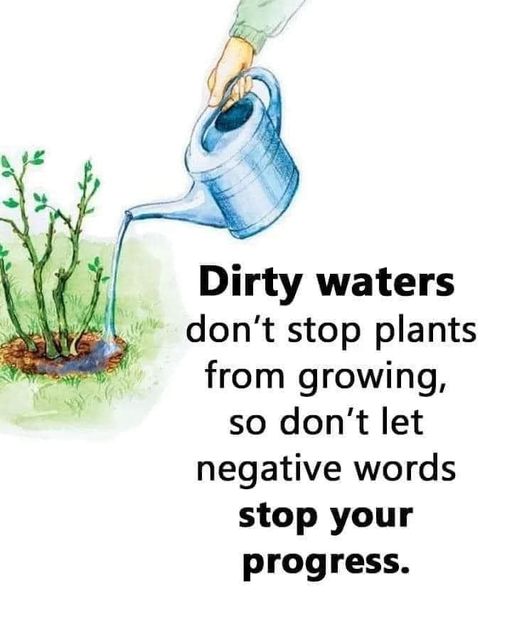 Dirty waters
don't stop plants
from growing,
so don't let
negative words
stop your
progress.